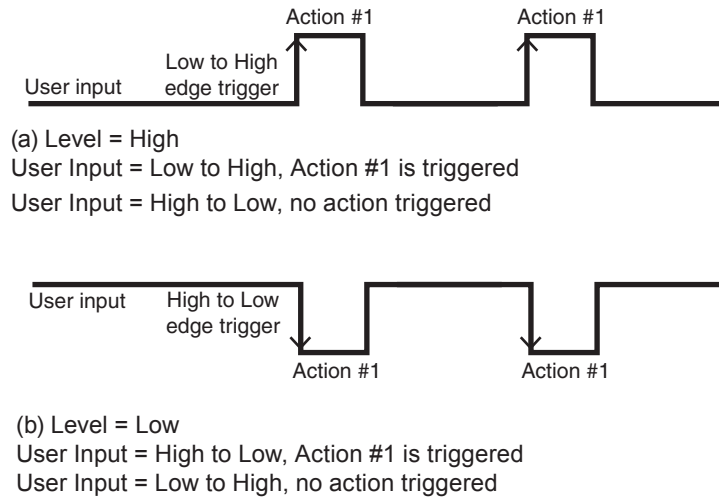 Action #1
Action #1
Low to High
edge trigger
User input
(a) Level = High
User Input = Low to High, Action #1 is triggered
User Input = High to Low, no action triggered
User input
High to Low
edge trigger
Action #1
Action #1
(b) Level = Low
User Input = High to Low, Action #1 is triggered
User Input = Low to High, no action triggered